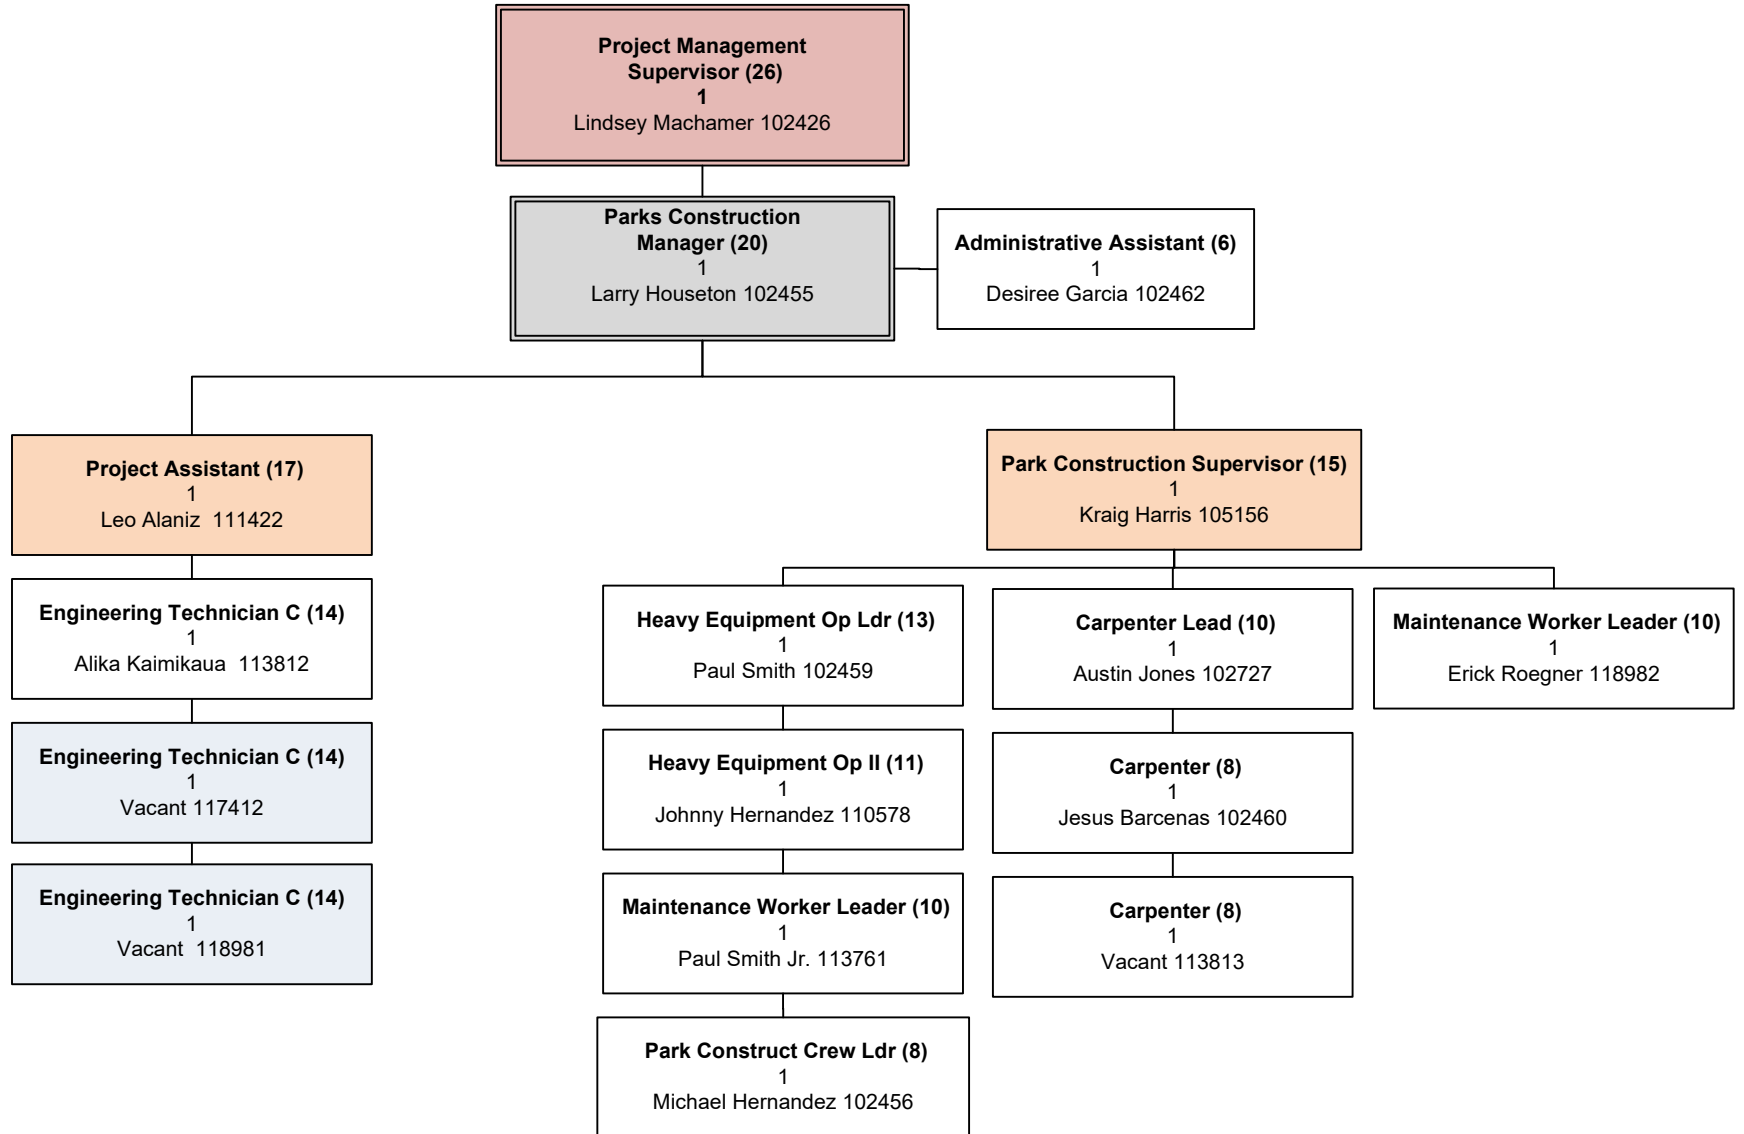 Project Management
Supervisor (26)
1
Lindsey Machamer 102426
Parks Construction
Manager (20)
1
Larry Houseton 102455
Administrative Assistant (6)
1
Desiree Garcia 102462
Project Assistant (17)
1
Leo Alaniz  111422
Engineering Technician C (14)
1
Alika Kaimikaua  113812
Engineering Technician C (14)
1
Vacant 117412
Engineering Technician C (14)
1
Vacant  118981
Park Construction Supervisor (15)
1
Kraig Harris 105156
Heavy Equipment Op Ldr (13)
1
Paul Smith 102459
Heavy Equipment Op II (11)
1
Johnny Hernandez 110578
Maintenance Worker Leader (10)
1
Paul Smith Jr. 113761
Park Construct Crew Ldr (8)
1
Michael Hernandez 102456
Carpenter Lead (10)
1
Austin Jones 102727
Carpenter (8)
1
Jesus Barcenas 102460
Carpenter (8)
1
Vacant 113813
Maintenance Worker Leader (10)
1
Erick Roegner 118982